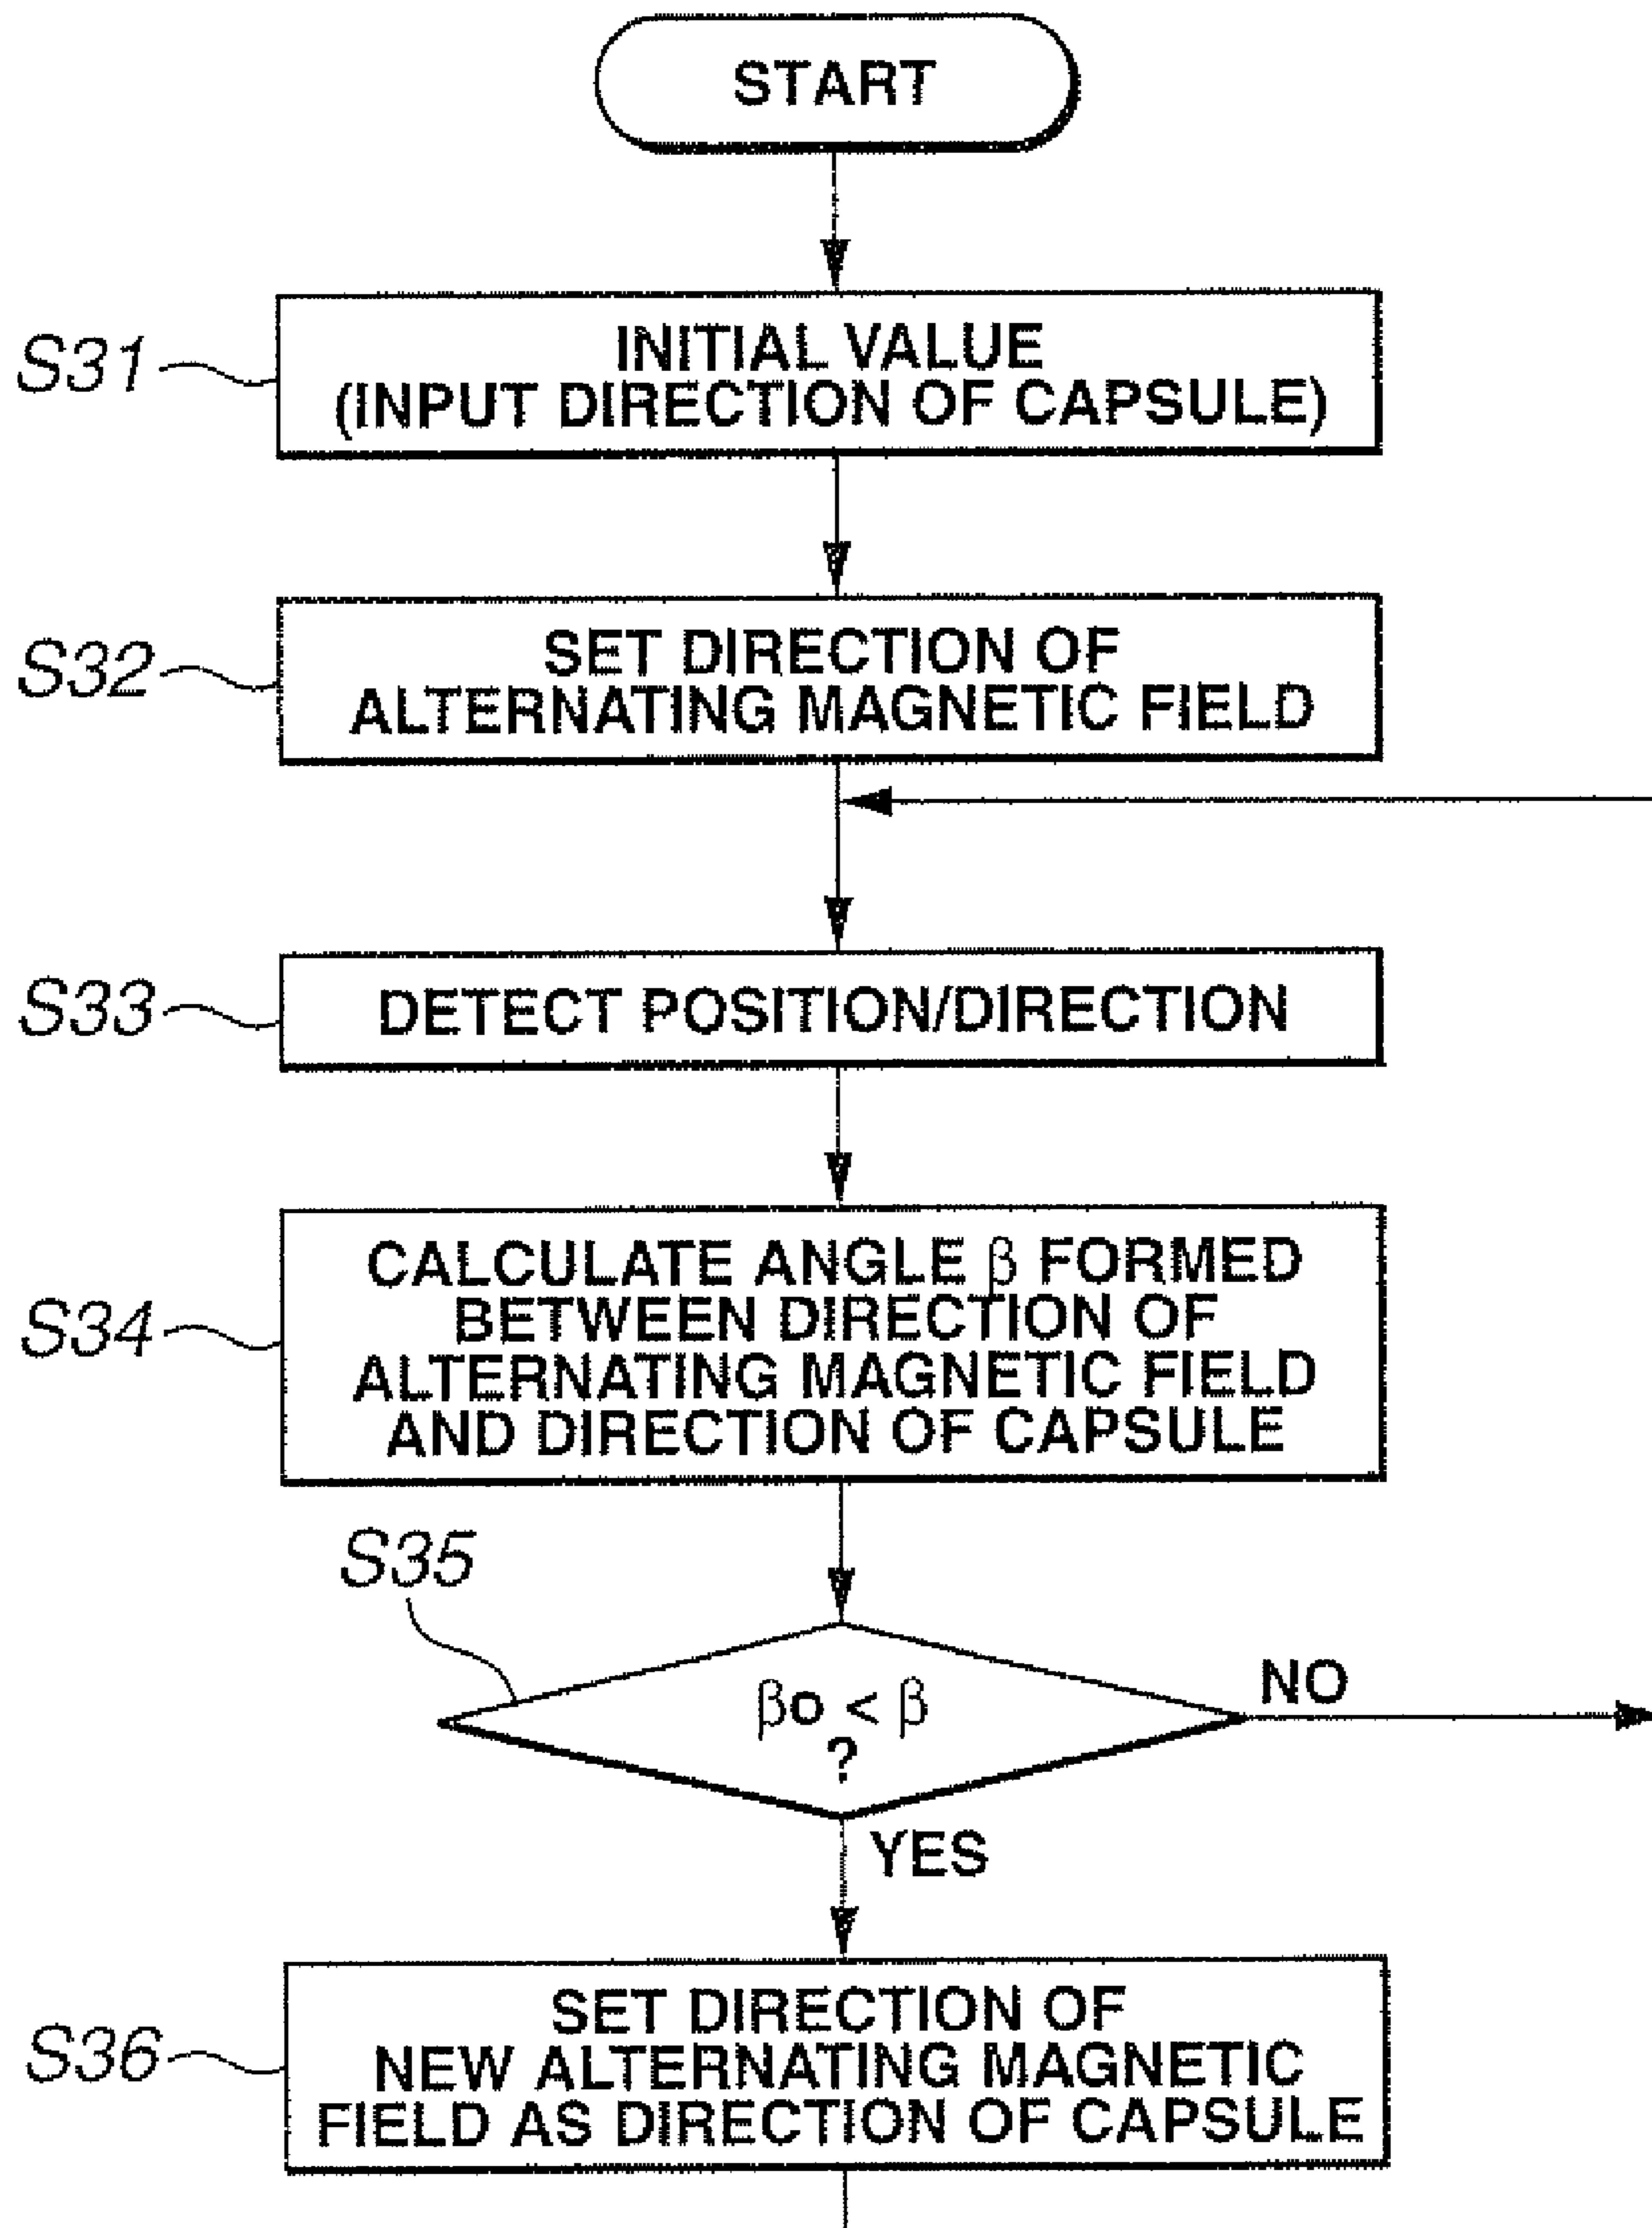 START
S31
INITIAL VALUE
(INPUT DIRECTION OF CAPSULE)
S32
SET DIRECTION OF
ALTERNATING MAGNETIC FIELD
S33
DETECT POSITION/DIRECTION
S34
CALCULATE ANGLE β FORMED
BETWEEN DIRECTION OF
ALTERNATING MAGNETIC FIELD
AND DIRECTION OF CAPSULE
S35
βo < β
?
NO
YES
S36
SET DIRECTION OF
NEW ALTERNATING MAGNETIC
FIELD AS DIRECTION OF CAPSULE